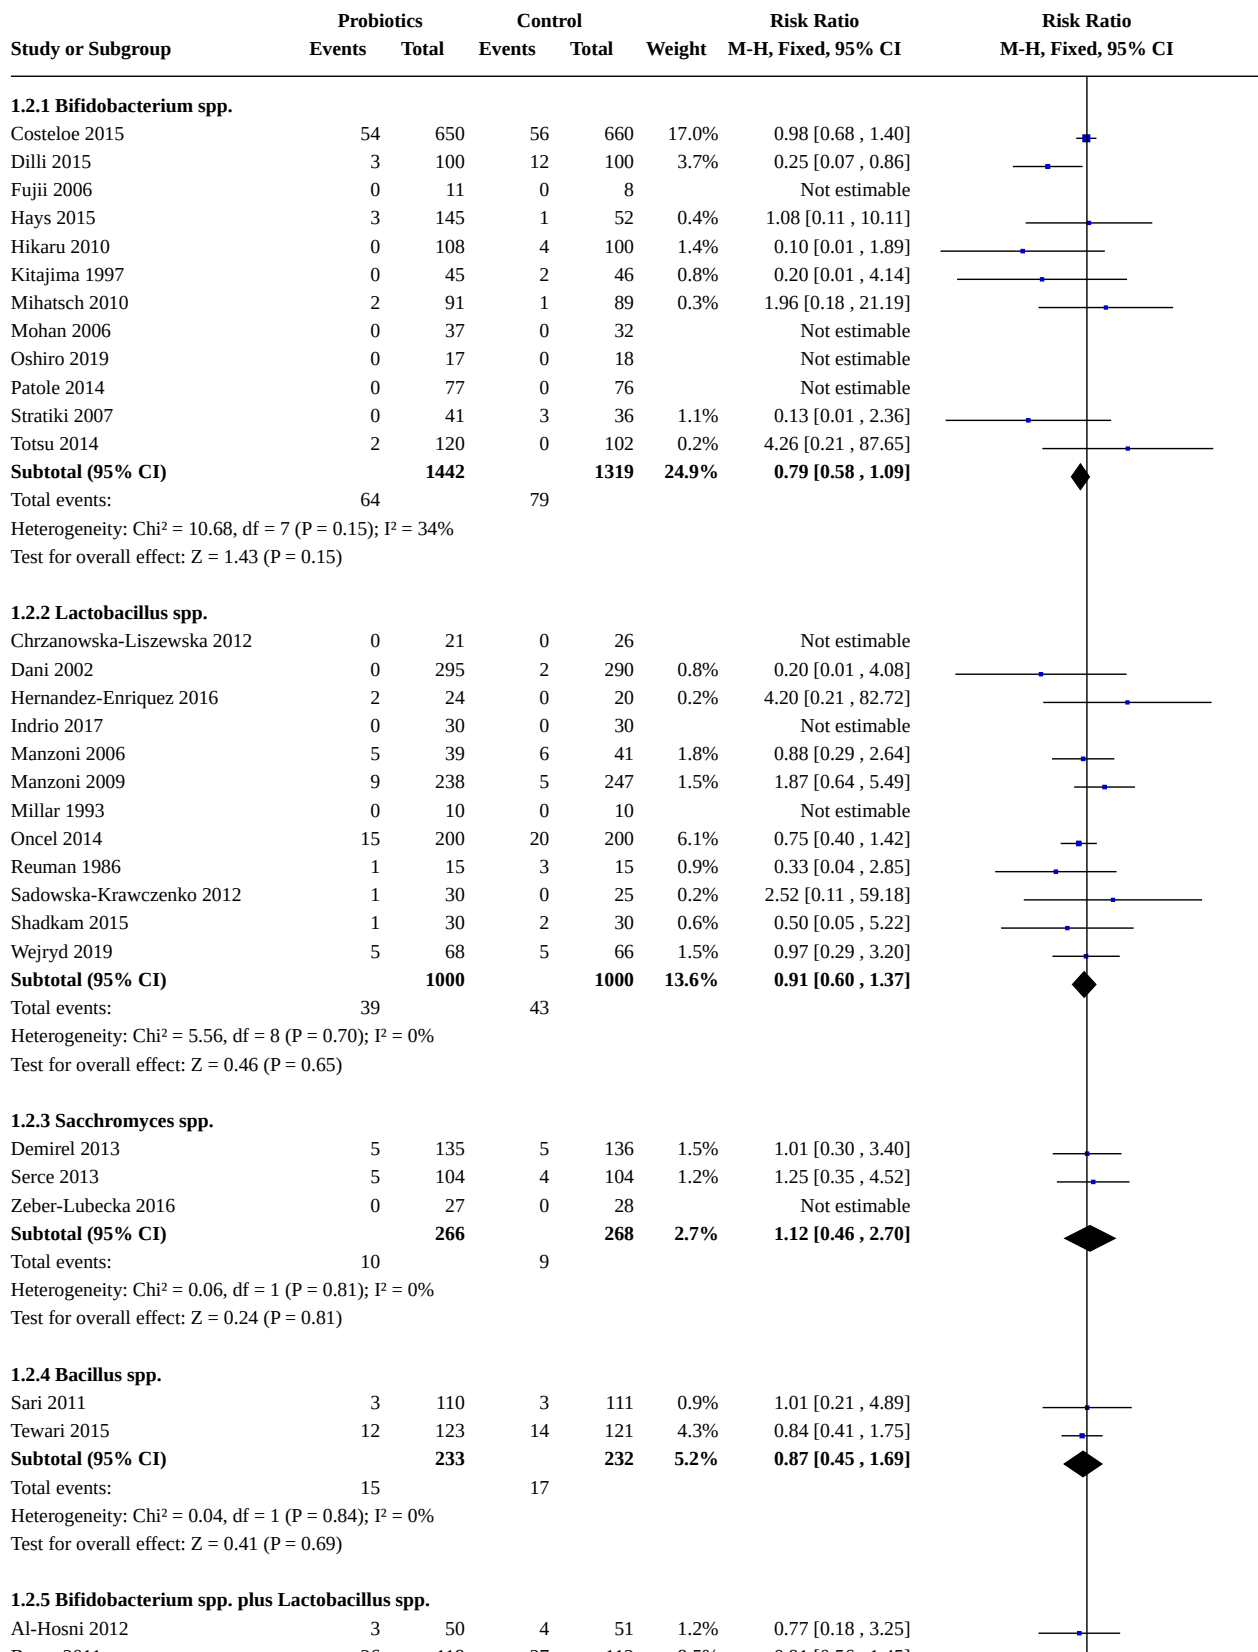 Probiotics Control Risk Ratio Risk Ratio
Study or Subgroup Events Total Events Total Weight M-H, Fixed, 95% CI M-H, Fixed, 95% CI
1.2.1 Bifidobacterium spp.
Costeloe 2015 54 650 56 660 17.0% 0.98 [0.68 , 1.40]
Dilli 2015 3 100 12 100 3.7% 0.25 [0.07 , 0.86]
Fujii 2006 0 11 0 8 Not estimable
Hays 2015 3 145 1 52 0.4% 1.08 [0.11 , 10.11]
Hikaru 2010 0 108 4 100 1.4% 0.10 [0.01 , 1.89]
Kitajima 1997 0 45 2 46 0.8% 0.20 [0.01 , 4.14]
Mihatsch 2010 2 91 1 89 0.3% 1.96 [0.18 , 21.19]
Mohan 2006 0 37 0 32 Not estimable
Oshiro 2019 0 17 0 18 Not estimable
Patole 2014 0 77 0 76 Not estimable
Stratiki 2007 0 41 3 36 1.1% 0.13 [0.01 , 2.36]
Totsu 2014 2 120 0 102 0.2% 4.26 [0.21 , 87.65]
Subtotal (95% CI) 1442 1319 24.9% 0.79 [0.58 , 1.09]
Total events: 64 79
Heterogeneity: Chi² = 10.68, df = 7 (P = 0.15); I² = 34%
Test for overall effect: Z = 1.43 (P = 0.15)
1.2.2 Lactobacillus spp.
Chrzanowska-Liszewska 2012 0 21 0 26 Not estimable
Dani 2002 0 295 2 290 0.8% 0.20 [0.01 , 4.08]
Hernandez-Enriquez 2016 2 24 0 20 0.2% 4.20 [0.21 , 82.72]
Indrio 2017 0 30 0 30 Not estimable
Manzoni 2006 5 39 6 41 1.8% 0.88 [0.29 , 2.64]
Manzoni 2009 9 238 5 247 1.5% 1.87 [0.64 , 5.49]
Millar 1993 0 10 0 10 Not estimable
Oncel 2014 15 200 20 200 6.1% 0.75 [0.40 , 1.42]
Reuman 1986 1 15 3 15 0.9% 0.33 [0.04 , 2.85]
Sadowska-Krawczenko 2012 1 30 0 25 0.2% 2.52 [0.11 , 59.18]
Shadkam 2015 1 30 2 30 0.6% 0.50 [0.05 , 5.22]
Wejryd 2019 5 68 5 66 1.5% 0.97 [0.29 , 3.20]
Subtotal (95% CI) 1000 1000 13.6% 0.91 [0.60 , 1.37]
Total events: 39 43
Heterogeneity: Chi² = 5.56, df = 8 (P = 0.70); I² = 0%
Test for overall effect: Z = 0.46 (P = 0.65)
1.2.3 Sacchromyces spp.
Demirel 2013 5 135 5 136 1.5% 1.01 [0.30 , 3.40]
Serce 2013 5 104 4 104 1.2% 1.25 [0.35 , 4.52]
Zeber-Lubecka 2016 0 27 0 28 Not estimable
Subtotal (95% CI) 266 268 2.7% 1.12 [0.46 , 2.70]
Total events: 10 9
Heterogeneity: Chi² = 0.06, df = 1 (P = 0.81); I² = 0%
Test for overall effect: Z = 0.24 (P = 0.81)
1.2.4 Bacillus spp.
Sari 2011 3 110 3 111 0.9% 1.01 [0.21 , 4.89]
Tewari 2015 12 123 14 121 4.3% 0.84 [0.41 , 1.75]
Subtotal (95% CI) 233 232 5.2% 0.87 [0.45 , 1.69]
Total events: 15 17
Heterogeneity: Chi² = 0.04, df = 1 (P = 0.84); I² = 0%
Test for overall effect: Z = 0.41 (P = 0.69)
1.2.5 Bifidobacterium spp. plus Lactobacillus spp.
Al-Hosni 2012 3 50 4 51 1.2% 0.77 [0.18 , 3.25]